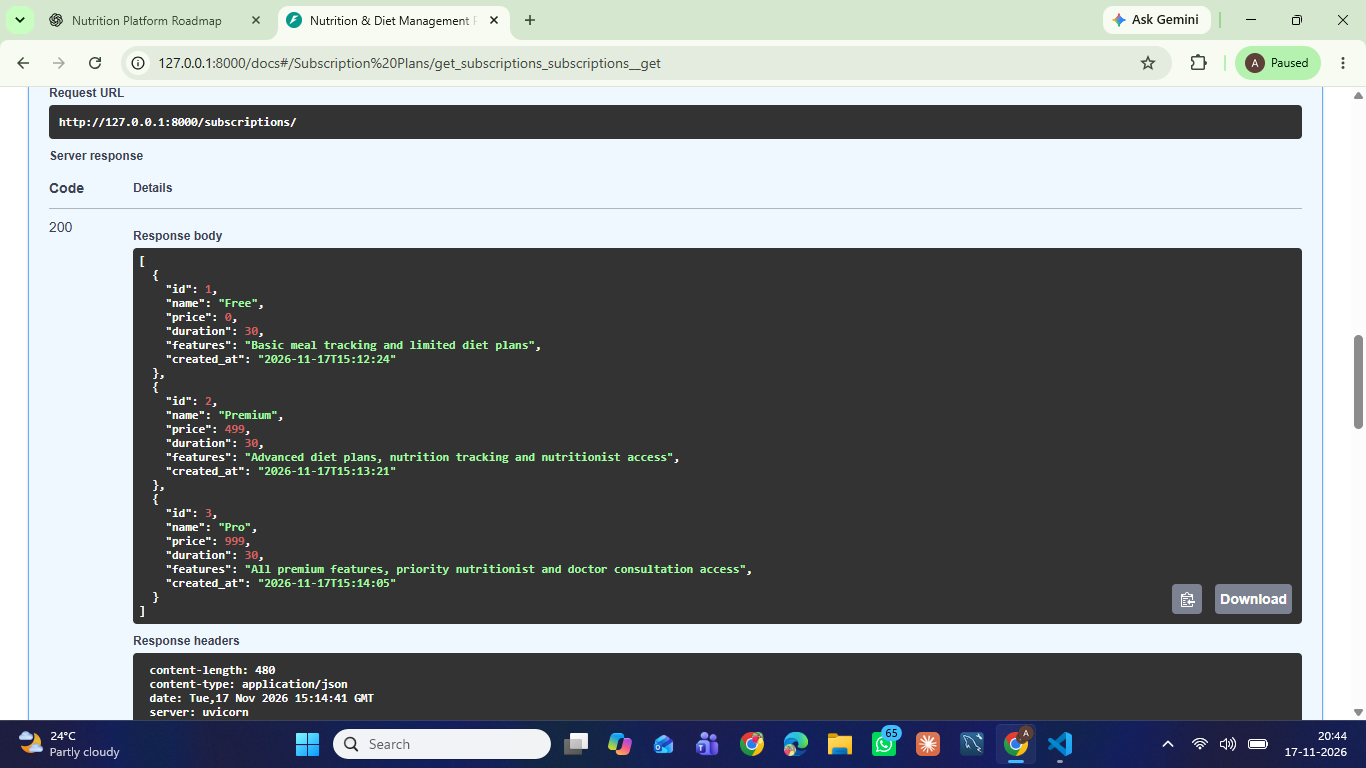 Nutrition Platform Roadmap
Nutrition & Diet Management
Ask Gemini
127.0.0.1:8000/docs#/Subscription%20Plans/get_subscriptions_subscriptions__get
A
Paused
Request URL
http://127.0.0.1:8000/subscriptions/
Server response
Code Details
200
Response body
[
{
"id": 1,
"name": "Free",
"price": 0,
"duration": 30,
"features": "Basic meal tracking and limited diet plans",
"created_at": "2026-11-17T15:12:24"
},
{
"id": 2,
"name": "Premium",
"price": 499,
"duration": 30,
"features": "Advanced diet plans, nutrition tracking and nutritionist access",
"created_at": "2026-11-17T15:13:21"
},
{
"id": 3,
"name": "Pro",
"price": 999,
"duration": 30,
"features": "All premium features, priority nutritionist and doctor consultation access",
"created_at": "2026-11-17T15:14:05"
}
]
Download
Response headers
content-length: 480
content-type: application/json
date: Tue,17 Nov 2026 15:14:41 GMT
server: uvicorn
24°C
Partly cloudy
Search
65
A
20:44
17-11-2026